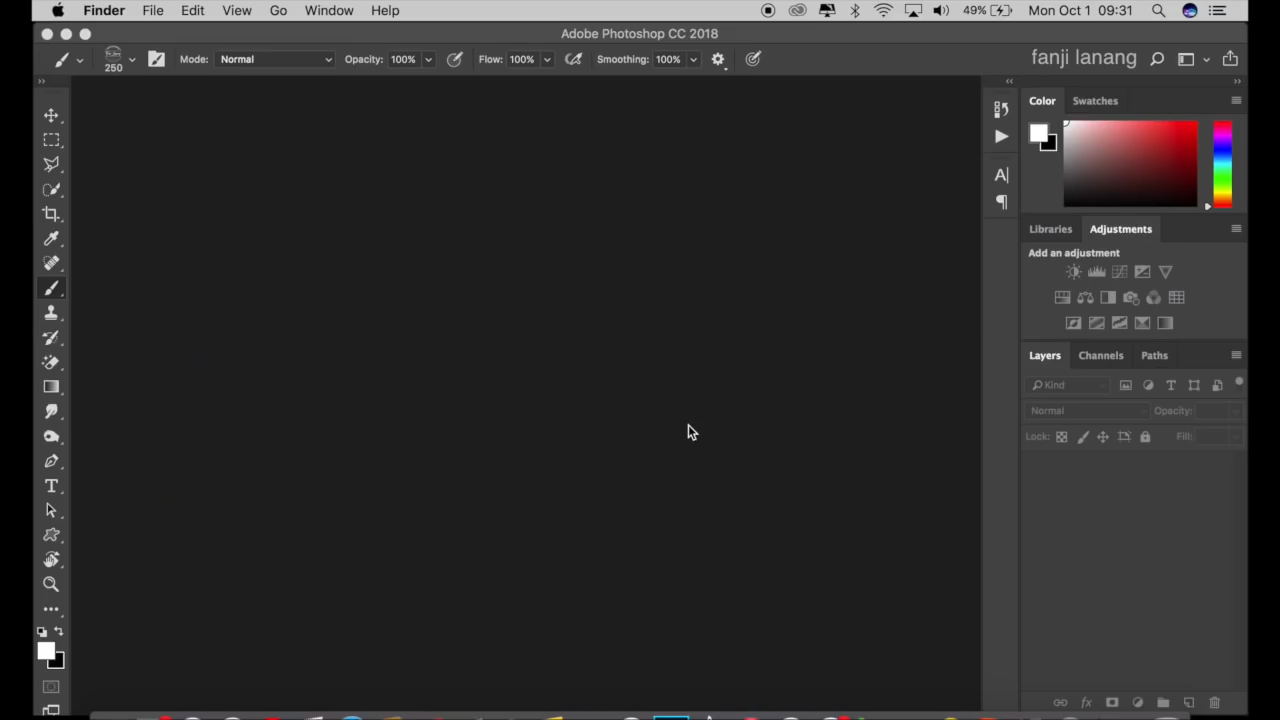 Finder File Edit View Go Window Help 49% Mon Oct 1 09:31
Adobe Photoshop CC 2018
250 Mode: Normal Opacity: 100% Flow: 100% Smoothing: 100% fanji lanang
Color Swatches
Libraries Adjustments
Add an adjustment
Layers Channels Paths
Kind
Normal Opacity:
Lock: Fill: